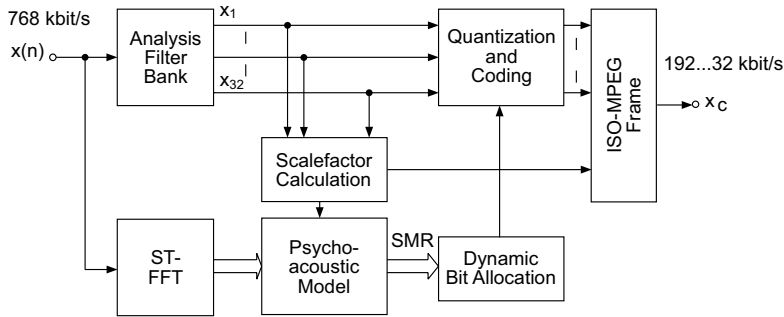 768 kbit/s
x(n)
Analysis
Filter
Bank
x1
x32
Quantization
and
Coding
ISO-MPEG
Frame
192...32 kbit/s
xC
Scalefactor
Calculation
ST-
FFT
Psycho-
acoustic
Model
SMR
Dynamic
Bit Allocation